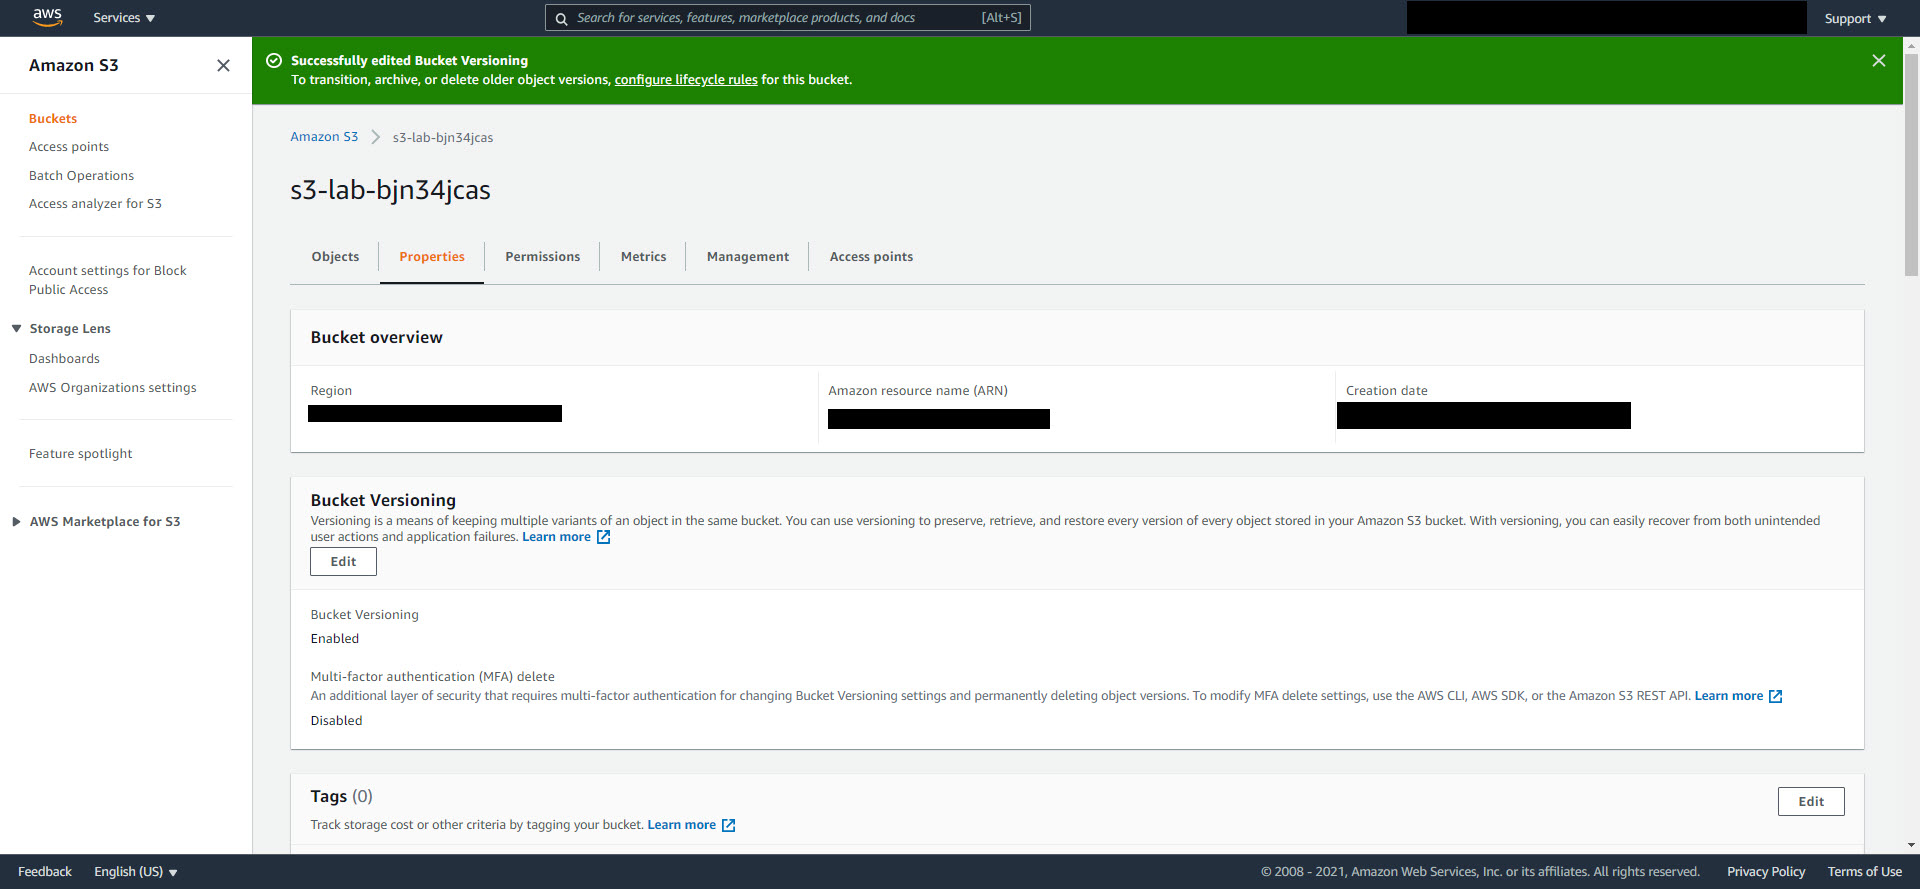 aws
Services
Search for services, features, marketplace products, and docs
[Alt+S]
Support
Amazon S3
Buckets
Access points
Batch Operations
Access analyzer for S3
Account settings for Block
Public Access
Storage Lens
Dashboards
AWS Organizations settings
Feature spotlight
AWS Marketplace for S3
Successfully edited Bucket Versioning
To transition, archive, or delete older object versions, configure lifecycle rules for this bucket.
Amazon S3
s3-lab-bjn34jcas
s3-lab-bjn34jcas
Objects
Properties
Permissions
Metrics
Management
Access points
Bucket overview
Region
Amazon resource name (ARN)
Creation date
Bucket Versioning
Versioning is a means of keeping multiple variants of an object in the same bucket. You can use versioning to preserve, retrieve, and restore every version of every object stored in your Amazon S3 bucket. With versioning, you can easily recover from both unintended
user actions and application failures. Learn more
Edit
Bucket Versioning
Enabled
Multi-factor authentication (MFA) delete
An additional layer of security that requires multi-factor authentication for changing Bucket Versioning settings and permanently deleting object versions. To modify MFA delete settings, use the AWS CLI, AWS SDK, or the Amazon S3 REST API. Learn more
Disabled
Tags (0)
Edit
Track storage cost or other criteria by tagging your bucket. Learn more
Feedback
English (US)
© 2008 - 2021, Amazon Web Services, Inc. or its affiliates. All rights reserved.
Privacy Policy
Terms of Use